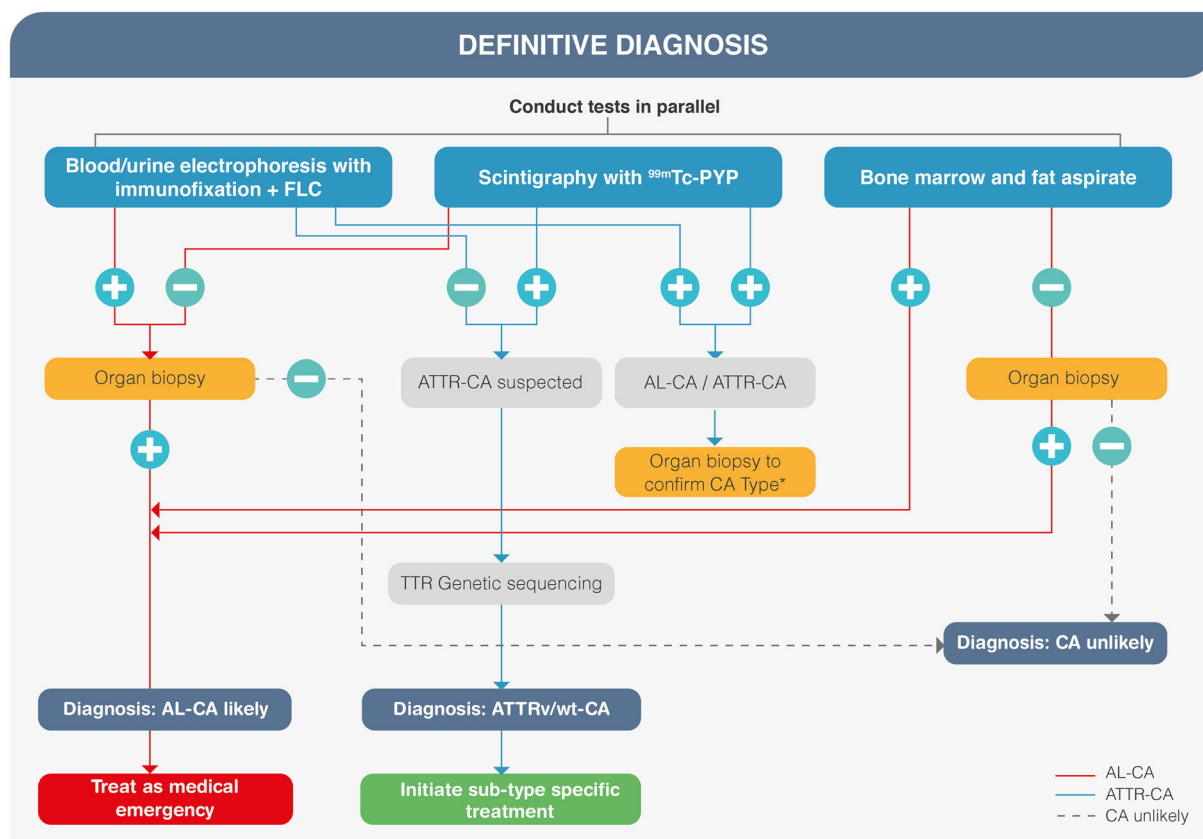 DEFINITIVE DIAGNOSIS
Conduct tests in parallel
Blood/urine electrophoresis with
immunofixation + FLC
Scintigraphy with ⁹⁹ᵐTc-PYP
Bone marrow and fat aspirate
+
−
−
+
+
+
+
−
Organ biopsy
−
ATTR-CA suspected
AL-CA / ATTR-CA
Organ biopsy
+
Organ biopsy to
confirm CA Type*
+
−
TTR Genetic sequencing
Diagnosis: CA unlikely
Diagnosis: AL-CA likely
Diagnosis: ATTRv/wt-CA
Treat as medical
emergency
Initiate sub-type specific
treatment
AL-CA
ATTR-CA
CA unlikely